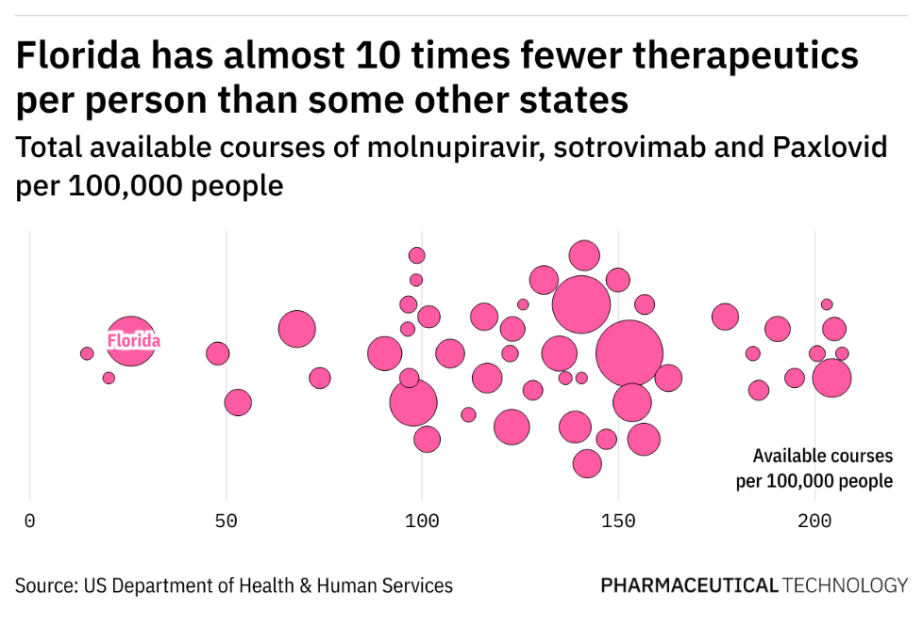 Florida has almost 10 times fewer therapeutics
per person than some other states
Total available courses of molnupiravir, sotrovimab and Paxlovid
per 100,000 people
Florida
Available courses
per 100,000 people
0 50 100 150 200
Source: US Department of Health & Human Services PHARMACEUTICAL TECHNOLOGY